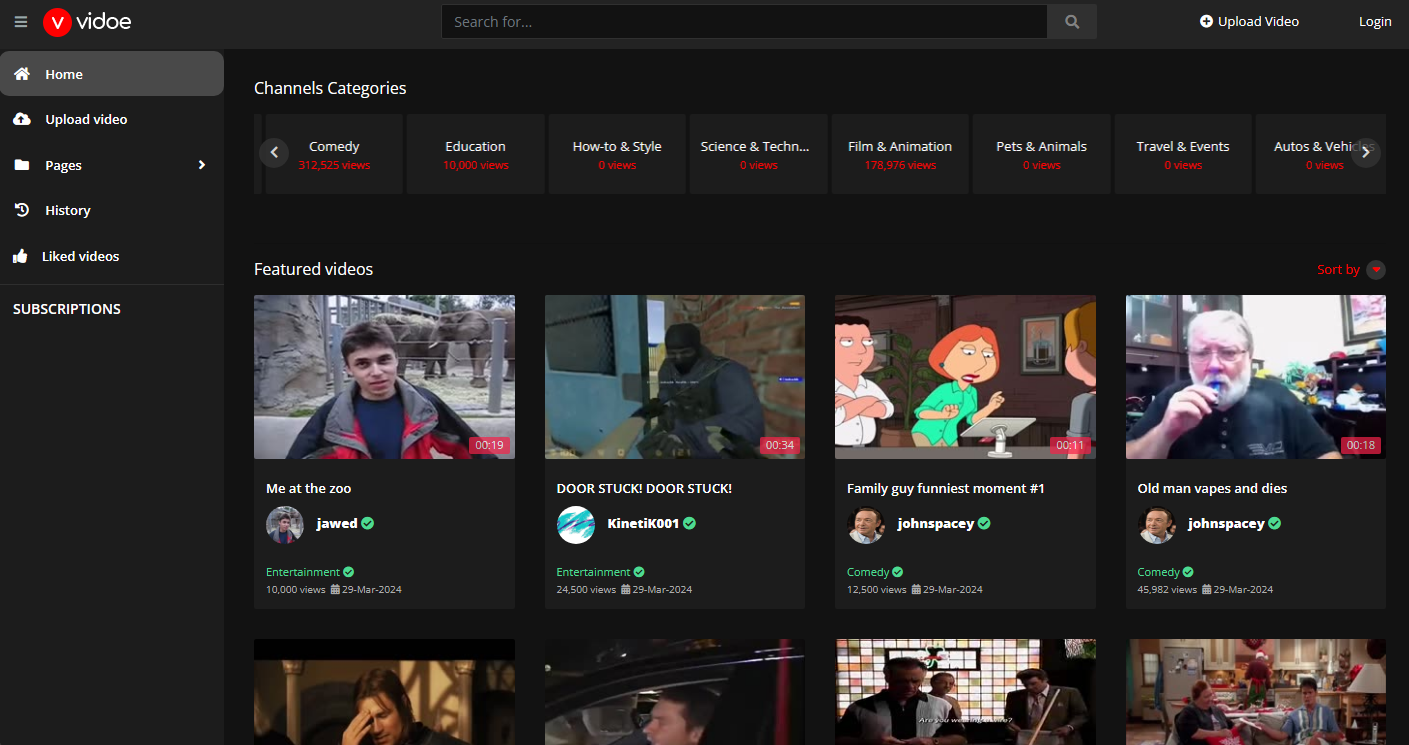 V vidoe
Search for...
Upload Video
Login
Home
Upload video
Pages
History
Liked videos
SUBSCRIPTIONS
Channels Categories
Comedy
312,525 views
Education
10,000 views
How-to & Style
0 views
Science & Techn...
0 views
Film & Animation
178,976 views
Pets & Animals
0 views
Travel & Events
0 views
Autos & Vehicles
0 views
Featured videos
Sort by
00:19
00:34
00:11
00:18
Me at the zoo
jawed
Entertainment
10,000 views 29-Mar-2024
DOOR STUCK! DOOR STUCK!
KinetiK001
Entertainment
24,500 views 29-Mar-2024
Family guy funniest moment #1
johnspacey
Comedy
12,500 views 29-Mar-2024
Old man vapes and dies
johnspacey
Comedy
45,982 views 29-Mar-2024
Are you wearing a wire?